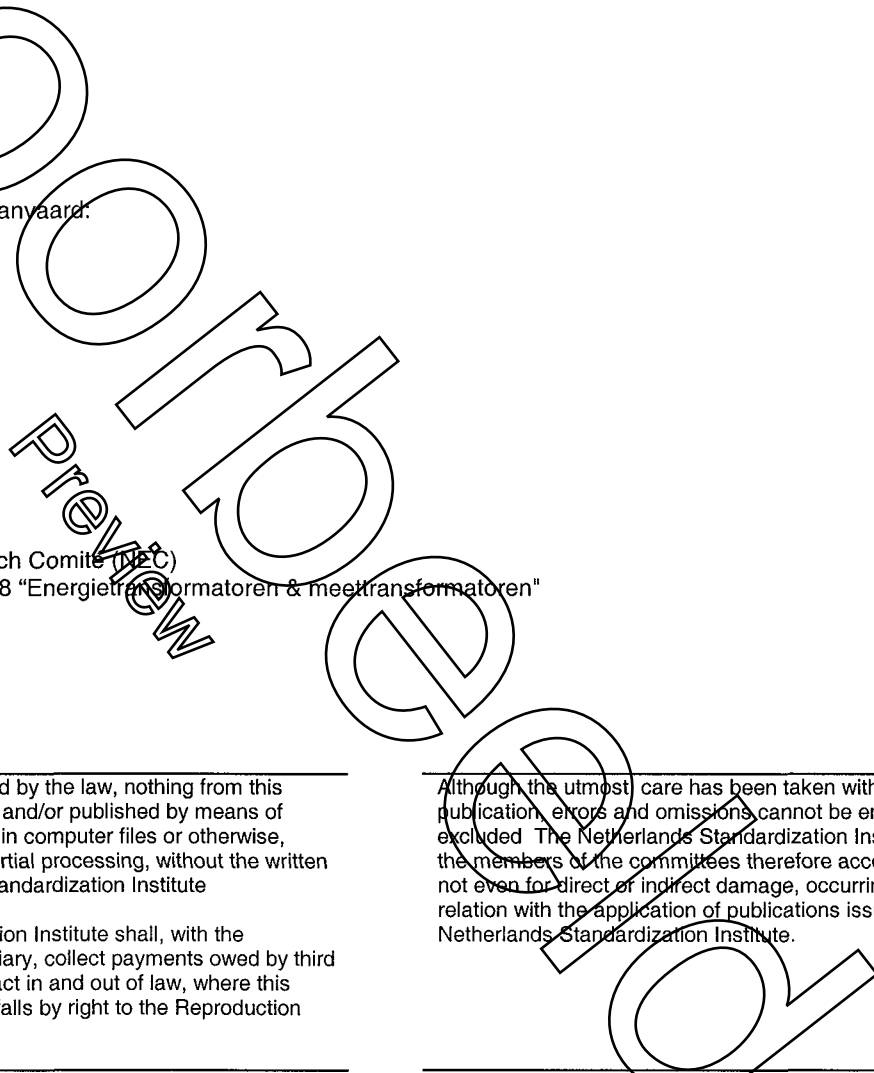 anvaard:
Preview
ch Comité (NEC)
8 “Energietransformatoren & meettransformatoren"
d by the law, nothing from this
and/or published by means of
in computer files or otherwise,
rtial processing, without the written
andardization Institute
ion Institute shall, with the
iary, collect payments owed by third
act in and out of law, where this
falls by right to the Reproduction
Although the utmost care has been taken with
publication, errors and omissions cannot be en
excluded The Netherlands Standardization Ins
the members of the committees therefore acce
not even for direct or indirect damage, occurrin
relation with the application of publications iss
Netherlands Standardization Institute.
oorbeeld